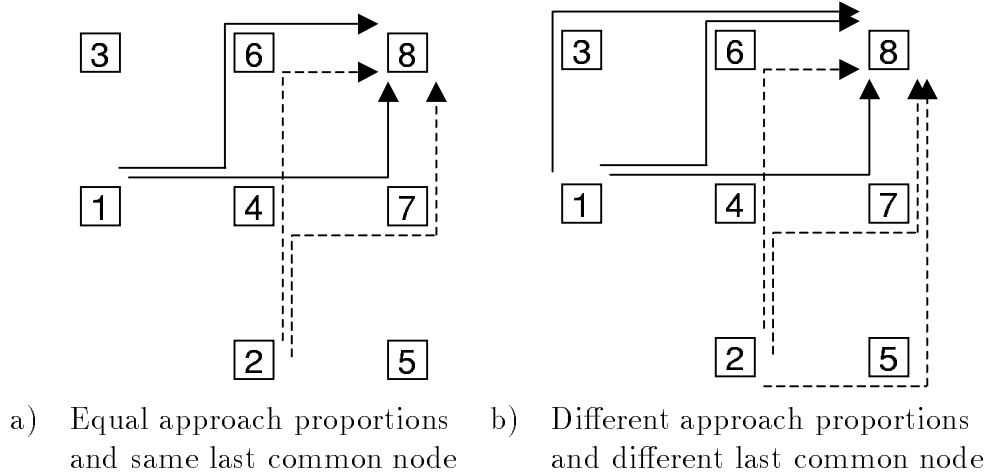 3 6 8 3 6 8
1 4 7 1 4 7
2 5 2 5
a) Equal approach proportions b) Different approach proportions
and same last common node and different last common node